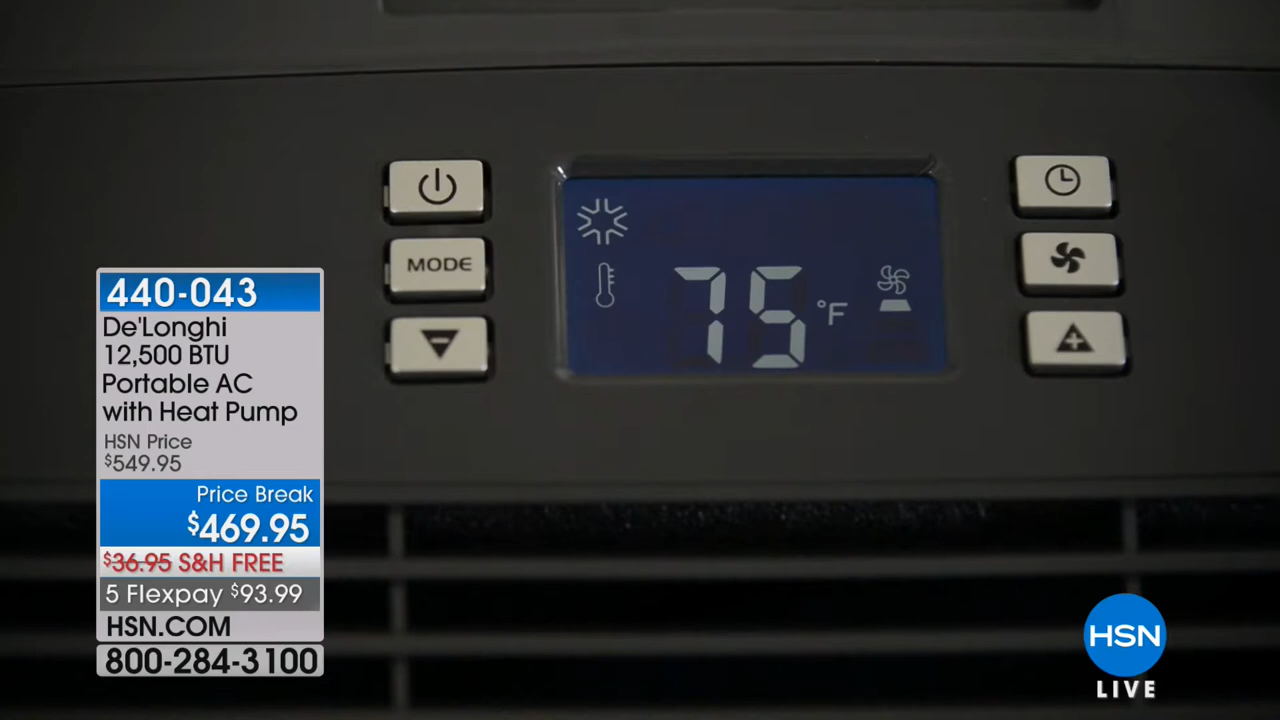 440-043
De'Longhi
12,500 BTU
Portable AC
with Heat Pump
HSN Price
$549.95
Price Break
$469.95
$36.95 S&H FREE
5 Flexpay $93.99
HSN.COM
800-284-3100
MODE
75 °F
HSN
LIVE